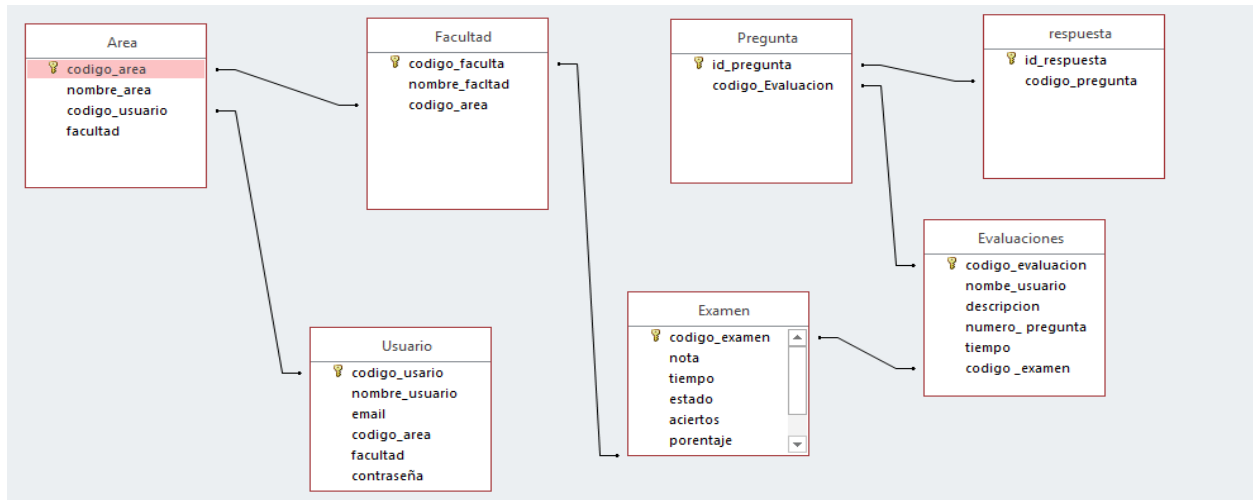 Area
codigo_area
nombre_area
codigo_usuario
facultad
Facultad
codigo_faculta
nombre_facltad
codigo_area
Pregunta
id_pregunta
codigo_Evaluacion
respuesta
id_respuesta
codigo_pregunta
Evaluaciones
codigo_evaluacion
nombe_usuario
descripcion
numero_ pregunta
tiempo
codigo _examen
Examen
codigo_examen
nota
tiempo
estado
aciertos
porentaje
Usuario
codigo_usario
nombre_usuario
email
codigo_area
facultad
contraseña